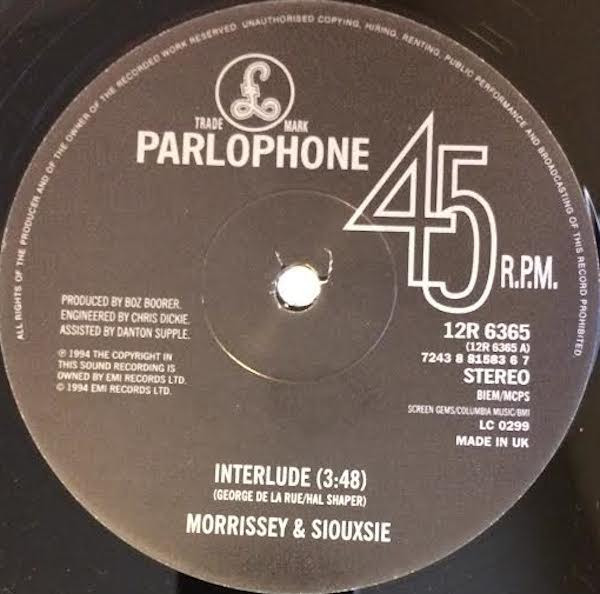 ALL RIGHTS OF THE PRODUCER AND OF THE OWNER OF THE RECORDED WORK RESERVED. UNAUTHORISED COPYING, HIRING, RENTING, PUBLIC PERFORMANCE AND BROADCASTING OF THIS RECORD PROHIBITED.
£
TRADE MARK
PARLOPHONE
45
R.P.M.
PRODUCED BY BOZ BOORER.
ENGINEERED BY CHRIS DICKIE.
ASSISTED BY DANTON SUPPLE.
℗ 1994 THE COPYRIGHT IN
THIS SOUND RECORDING IS
OWNED BY EMI RECORDS LTD.
© 1994 EMI RECORDS LTD.
12R 6365
(12R 6365 A)
7243 8 81583 6 7
STEREO
BIEM/MCPS
SCREEN GEMS/COLUMBIA MUSIC/BMI
LC 0299
MADE IN UK
INTERLUDE (3:48)
(GEORGE DE LA RUE/HAL SHAPER)
MORRISSEY & SIOUXSIE